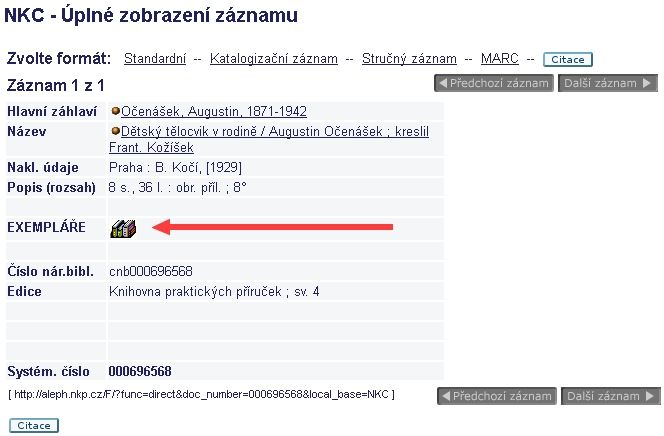 NKC - Úplné zobrazení záznamu
Zvolte formát: Standardní -- Katalogizační záznam -- Stručný záznam -- MARC -- Citace
Záznam 1 z 1 Předchozí záznam Další záznam
Hlavní záhlaví Očenášek, Augustin, 1871-1942
Název Dětský tělocvik v rodině / Augustin Očenášek ; kreslil
Frant. Kožíšek
Nakl. údaje Praha : B. Kočí, [1929]
Popis (rozsah) 8 s., 36 l. : obr. příl. ; 8°
EXEMPLÁŘE
Číslo nár.bibl. cnb000696568
Edice Knihovna praktických příruček ; sv. 4
Systém. číslo 000696568
[ http://aleph.nkp.cz/F/?func=direct&doc_number=000696568&local_base=NKC ] Předchozí záznam Další záznam
Citace